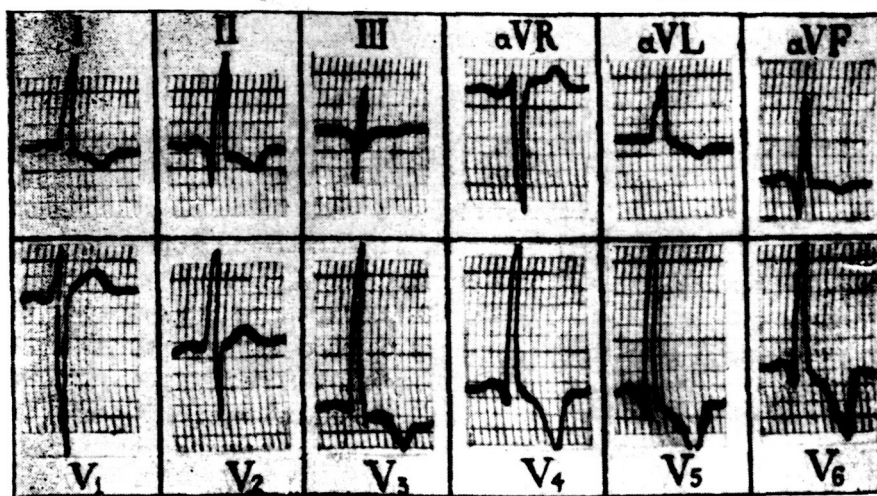 I II III aVR aVL aVF
V₁ V₂ V₃ V₄ V₅ V₆